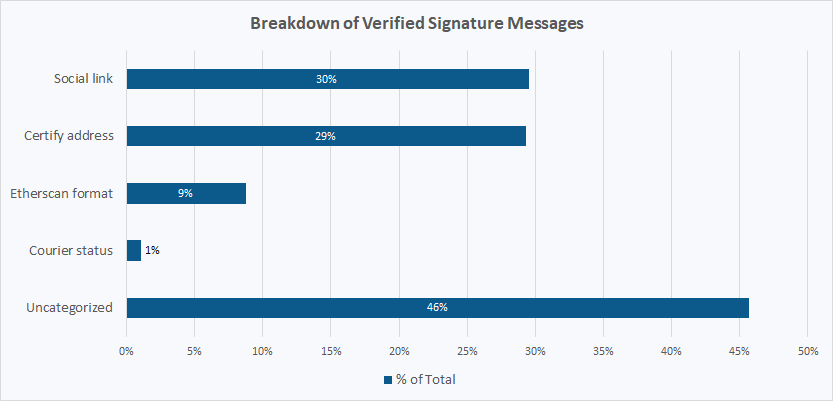 Breakdown of Verified Signature Messages
Social link
30%
Certify address
29%
Etherscan format
9%
Courier status
1%
Uncategorized
46%
0% 5% 10% 15% 20% 25% 30% 35% 40% 45% 50%
% of Total